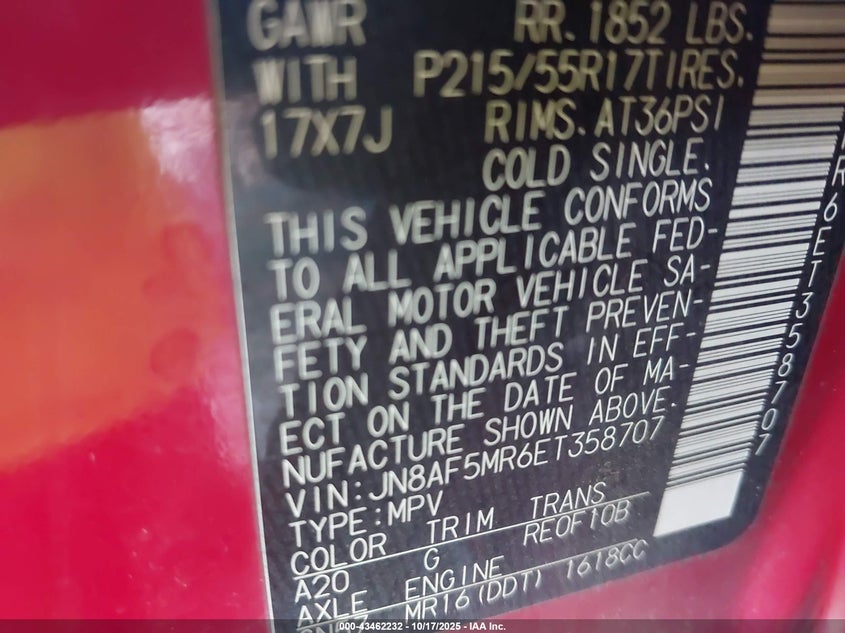 GAWR RR. 1852 LBS.
WITH P215/55R17TIRES.
17X7J RIMS. AT36PSI
COLD SINGLE.
THIS VEHICLE CONFORMS
TO ALL APPLICABLE FED-
ERAL MOTOR VEHICLE SA-
FETY AND THEFT PREVEN-
TION STANDARDS IN EFF-
ECT ON THE DATE OF MA-
NUFACTURE SHOWN ABOVE.
VIN:JN8AF5MR6ET358707
TYPE:MPV
COLOR TRIM TRANS
A20 G RE0F10B
AXLE ENGINE
MR16(DDT) 1618CC
R6ET358707
000-43462232 - 10/17/2025 - IAA Inc.